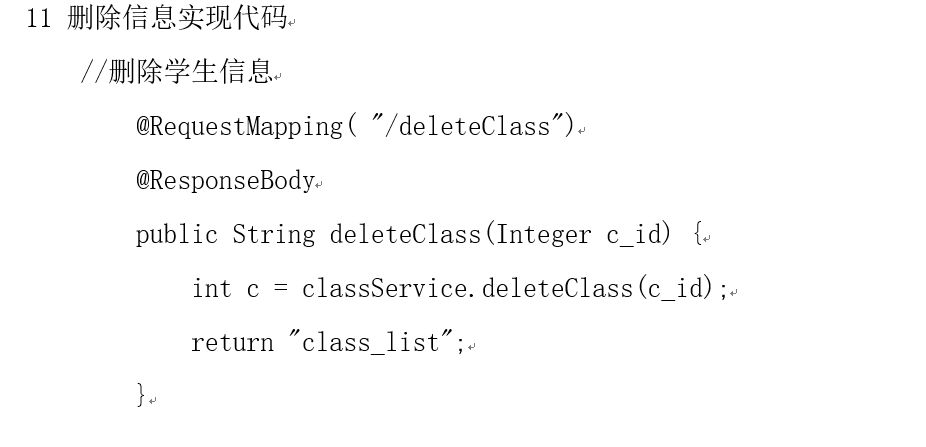 11 删除信息实现代码
//删除学生信息
@RequestMapping( "/deleteClass")
@ResponseBody
public String deleteClass(Integer c_id) {
int c = classService.deleteClass(c_id);
return "class_list";
}